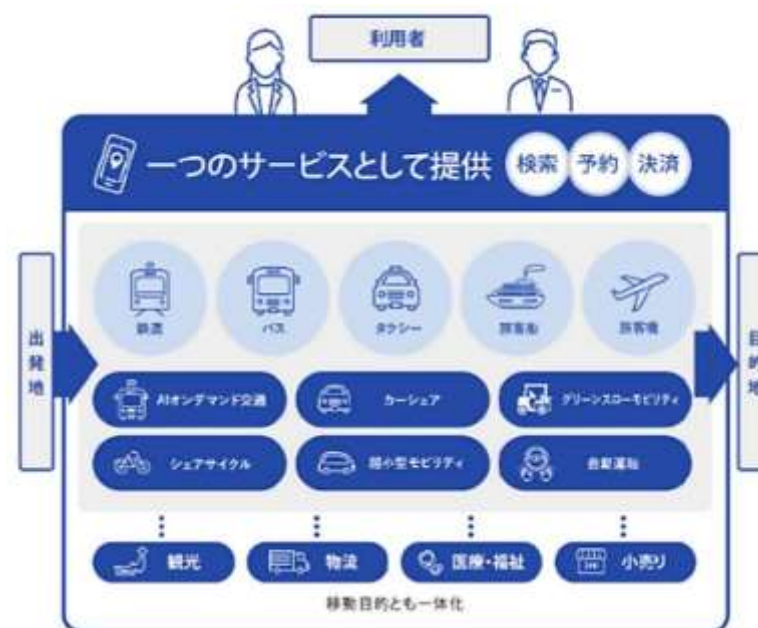 利用者
一つのサービスとして提供 検索 予約 決済
出発地
目的地
鉄道 バス タクシー 旅客船 旅客機
AIオンデマンド交通 カーシェア グリーンスローモビリティ
シェアサイクル 超小型モビリティ 自動運転
観光 物流 医療・福祉 小売り
移動目的とも一体化